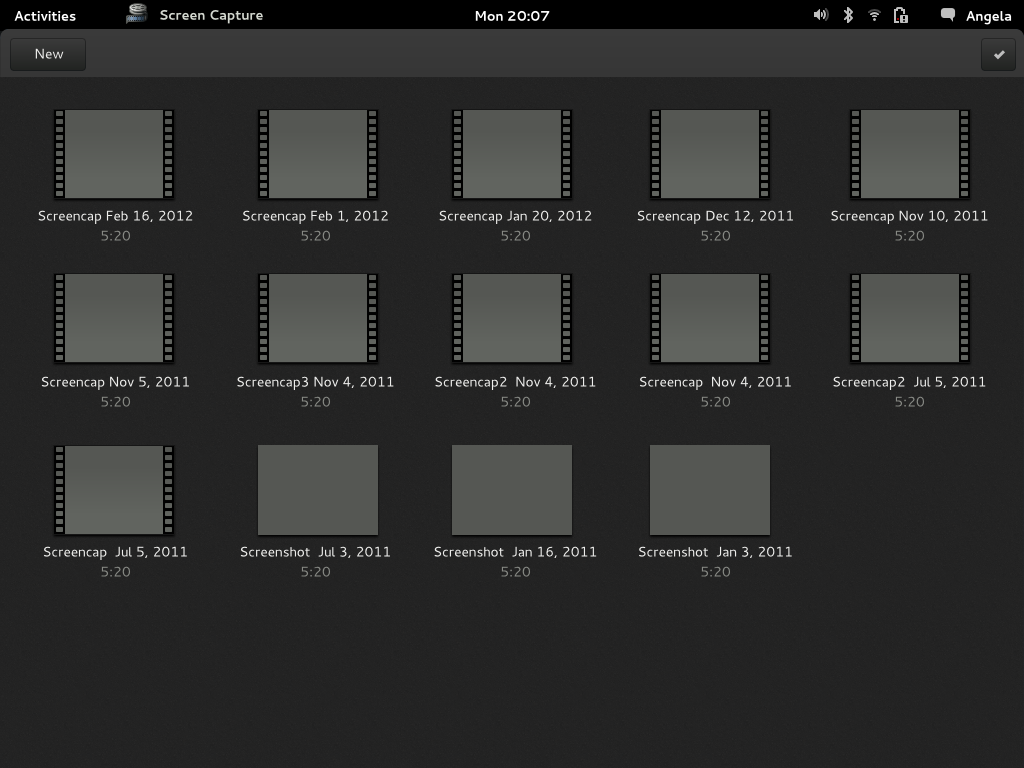 Activities Screen Capture Mon 20:07 Angela
New
Screencap Feb 16, 2012 Screencap Feb 1, 2012 Screencap Jan 20, 2012 Screencap Dec 12, 2011 Screencap Nov 10, 2011
5:20 5:20 5:20 5:20 5:20
Screencap Nov 5, 2011 Screencap3 Nov 4, 2011 Screencap2 Nov 4, 2011 Screencap Nov 4, 2011 Screencap2 Jul 5, 2011
5:20 5:20 5:20 5:20 5:20
Screencap Jul 5, 2011 Screenshot Jul 3, 2011 Screenshot Jan 16, 2011 Screenshot Jan 3, 2011
5:20 5:20 5:20 5:20